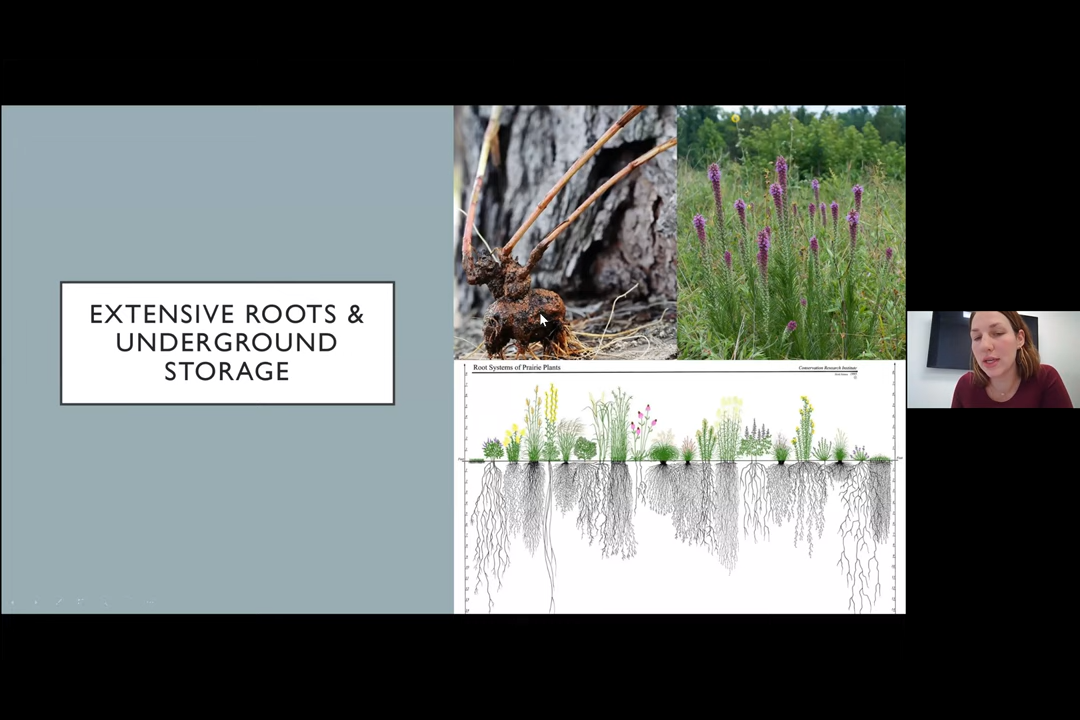 EXTENSIVE ROOTS &
UNDERGROUND
STORAGE
Root Systems of Prairie Plants
Conservation Research Institute